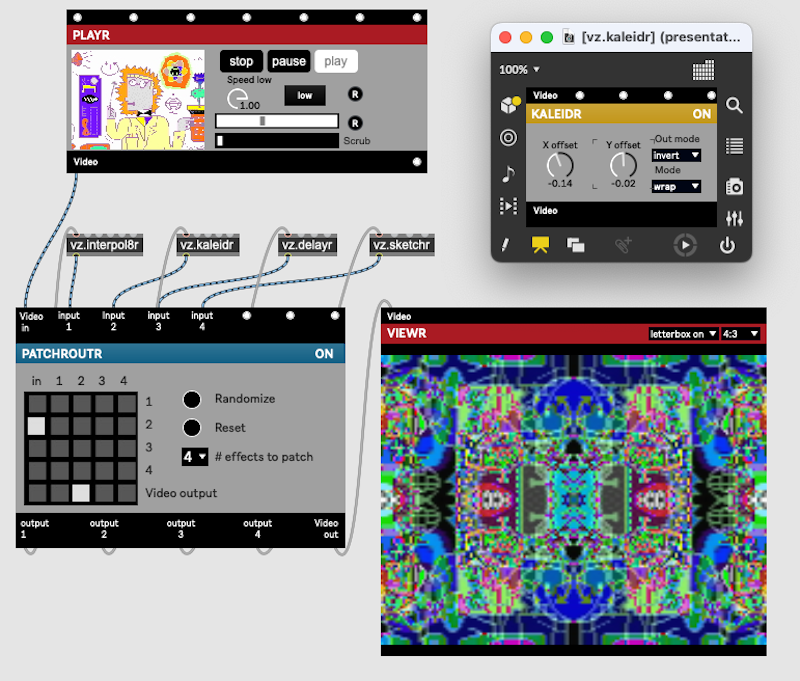 PLAYR
stop pause play
Speed low
1.00
low
R
R
Scrub
Video
vz.interpol8r
vz.kaleidr
vz.delayr
vz.sketchr
Video in
input 1
Input 2
input 3
input 4
PATCHROUTR
ON
in 1 2 3 4
1
2
3
4
Video output
Randomize
Reset
4 # effects to patch
output 1
output 2
output 3
output 4
Video out
[vz.kaleidr] (presentat...
100%
Video
KALEIDR
ON
X offset
-0.14
Y offset
-0.02
Out mode
invert
Mode
wrap
Video
Video
VIEWR
letterbox on
4:3